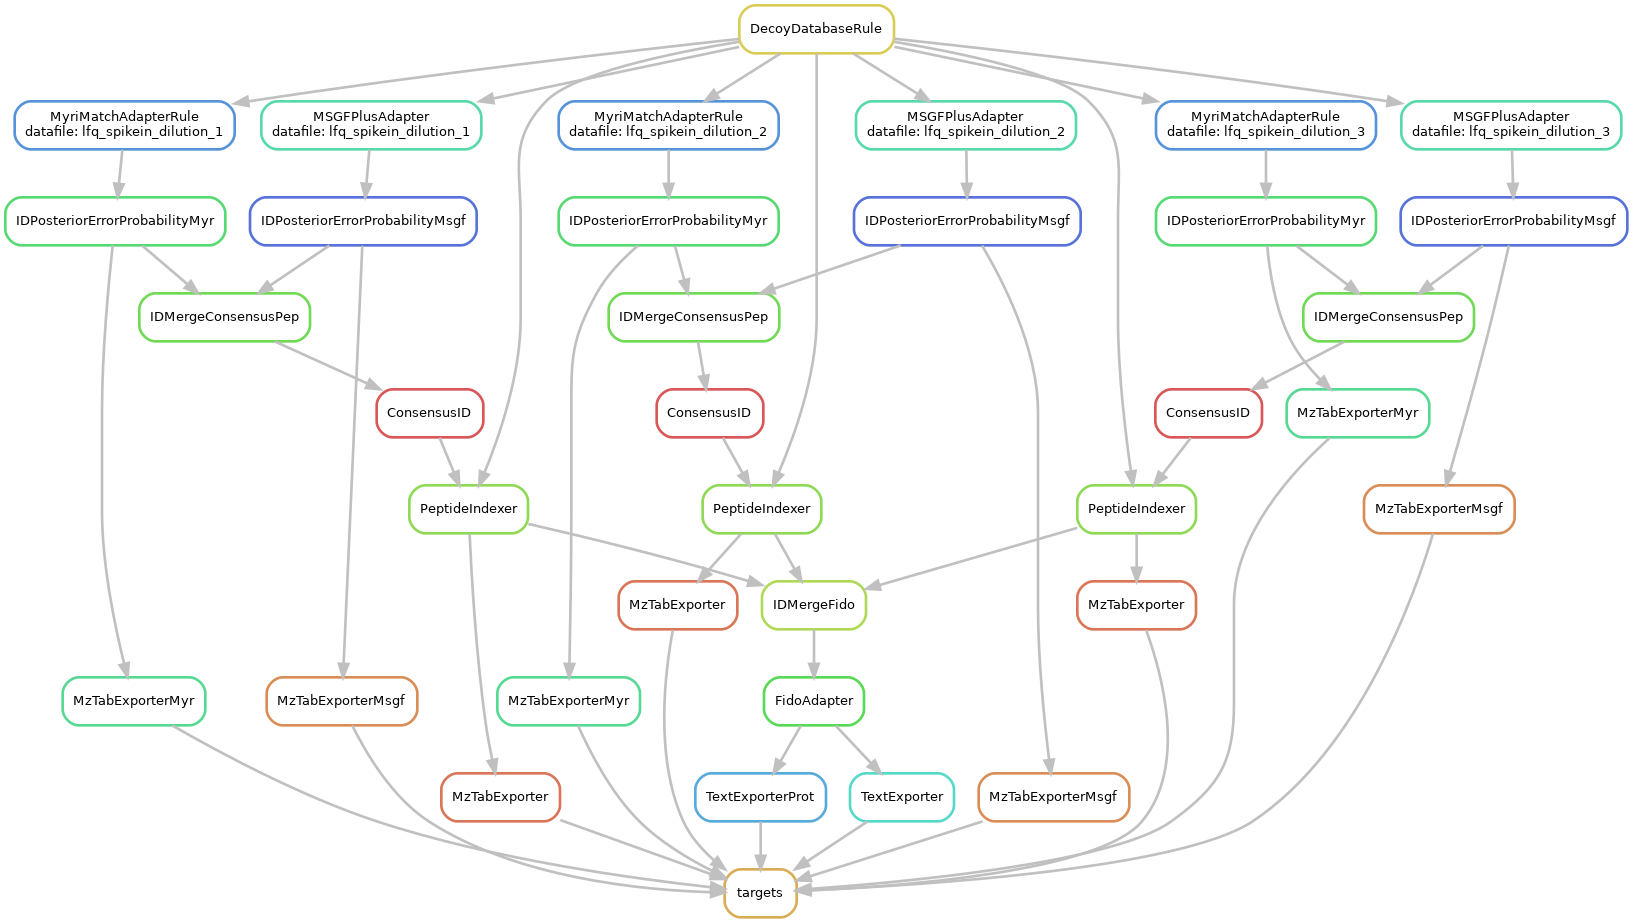 DecoyDatabaseRule
MyriMatchAdapterRule
datafile: lfq_spikein_dilution_1
MSGFPlusAdapter
datafile: lfq_spikein_dilution_1
MyriMatchAdapterRule
datafile: lfq_spikein_dilution_2
MSGFPlusAdapter
datafile: lfq_spikein_dilution_2
MyriMatchAdapterRule
datafile: lfq_spikein_dilution_3
MSGFPlusAdapter
datafile: lfq_spikein_dilution_3
IDPosteriorErrorProbabilityMyr
IDPosteriorErrorProbabilityMsgf
IDPosteriorErrorProbabilityMyr
IDPosteriorErrorProbabilityMsgf
IDPosteriorErrorProbabilityMyr
IDPosteriorErrorProbabilityMsgf
IDMergeConsensusPep
IDMergeConsensusPep
IDMergeConsensusPep
ConsensusID
ConsensusID
ConsensusID
MzTabExporterMyr
PeptideIndexer
PeptideIndexer
PeptideIndexer
MzTabExporterMsgf
MzTabExporter
IDMergeFido
MzTabExporter
MzTabExporterMyr
MzTabExporterMsgf
MzTabExporterMyr
FidoAdapter
MzTabExporter
TextExporterProt
TextExporter
MzTabExporterMsgf
targets